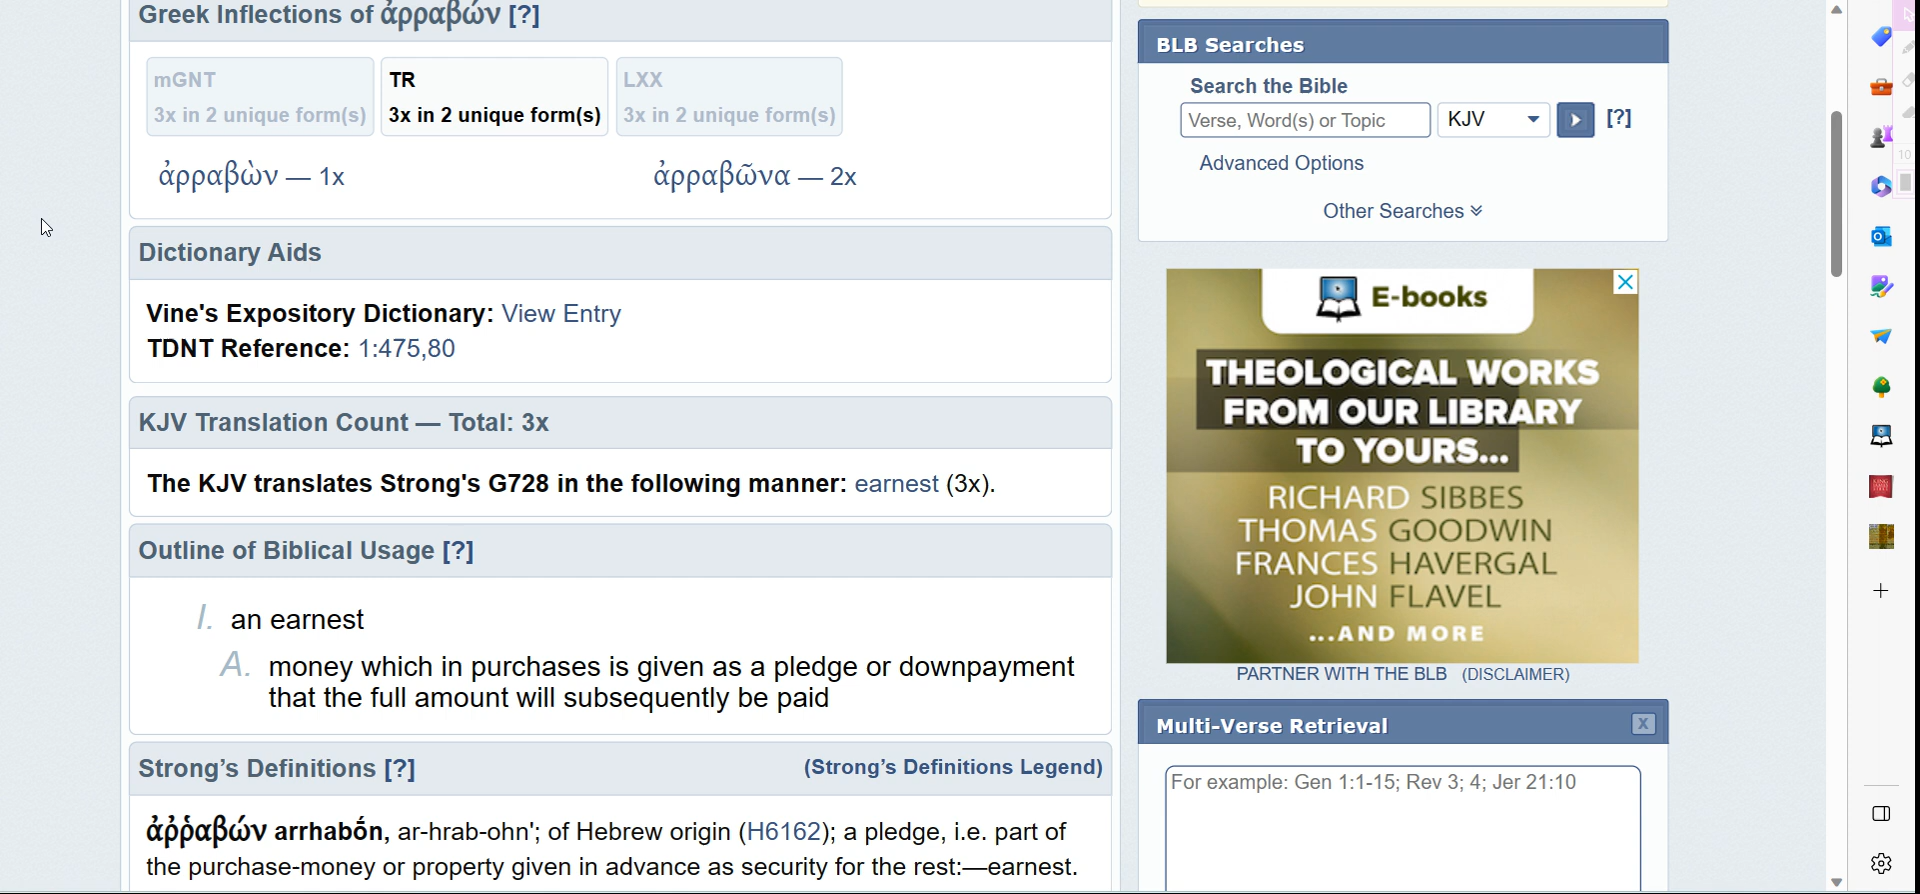 Greek Inflections of ἀρραβών [?]
mGNT
3x in 2 unique form(s)
TR
3x in 2 unique form(s)
LXX
3x in 2 unique form(s)
ἀρραβὼν — 1x
ἀρραβῶνα — 2x
Dictionary Aids
Vine's Expository Dictionary: View Entry
TDNT Reference: 1:475,80
KJV Translation Count — Total: 3x
The KJV translates Strong's G728 in the following manner: earnest (3x).
Outline of Biblical Usage [?]
I. an earnest
A. money which in purchases is given as a pledge or downpayment
that the full amount will subsequently be paid
Strong’s Definitions [?]
(Strong’s Definitions Legend)
ἀῤῥαβών arrhabṓn, ar-hrab-ohn'; of Hebrew origin (H6162); a pledge, i.e. part of
the purchase-money or property given in advance as security for the rest:—earnest.
BLB Searches
Search the Bible
Verse, Word(s) or Topic
KJV
[?]
Advanced Options
Other Searches
E-books
THEOLOGICAL WORKS
FROM OUR LIBRARY
TO YOURS...
RICHARD SIBBES
THOMAS GOODWIN
FRANCES HAVERGAL
JOHN FLAVEL
...AND MORE
PARTNER WITH THE BLB (DISCLAIMER)
Multi-Verse Retrieval
X
For example: Gen 1:1-15; Rev 3; 4; Jer 21:10
10